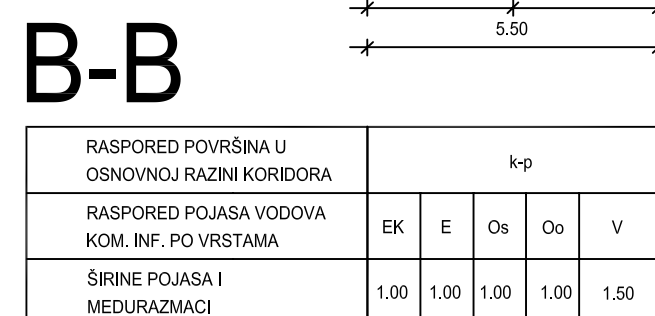 5.50
B-B
RASPORED POVRŠINA U
OSNOVNOJ RAZINI KORIDORA
k-p
RASPORED POJASA VODOVA
KOM. INF. PO VRSTAMA
EK E Os Oo V
ŠIRINE POJASA I
MEDURAZMACI
1.00 1.00 1.00 1.00 1.50